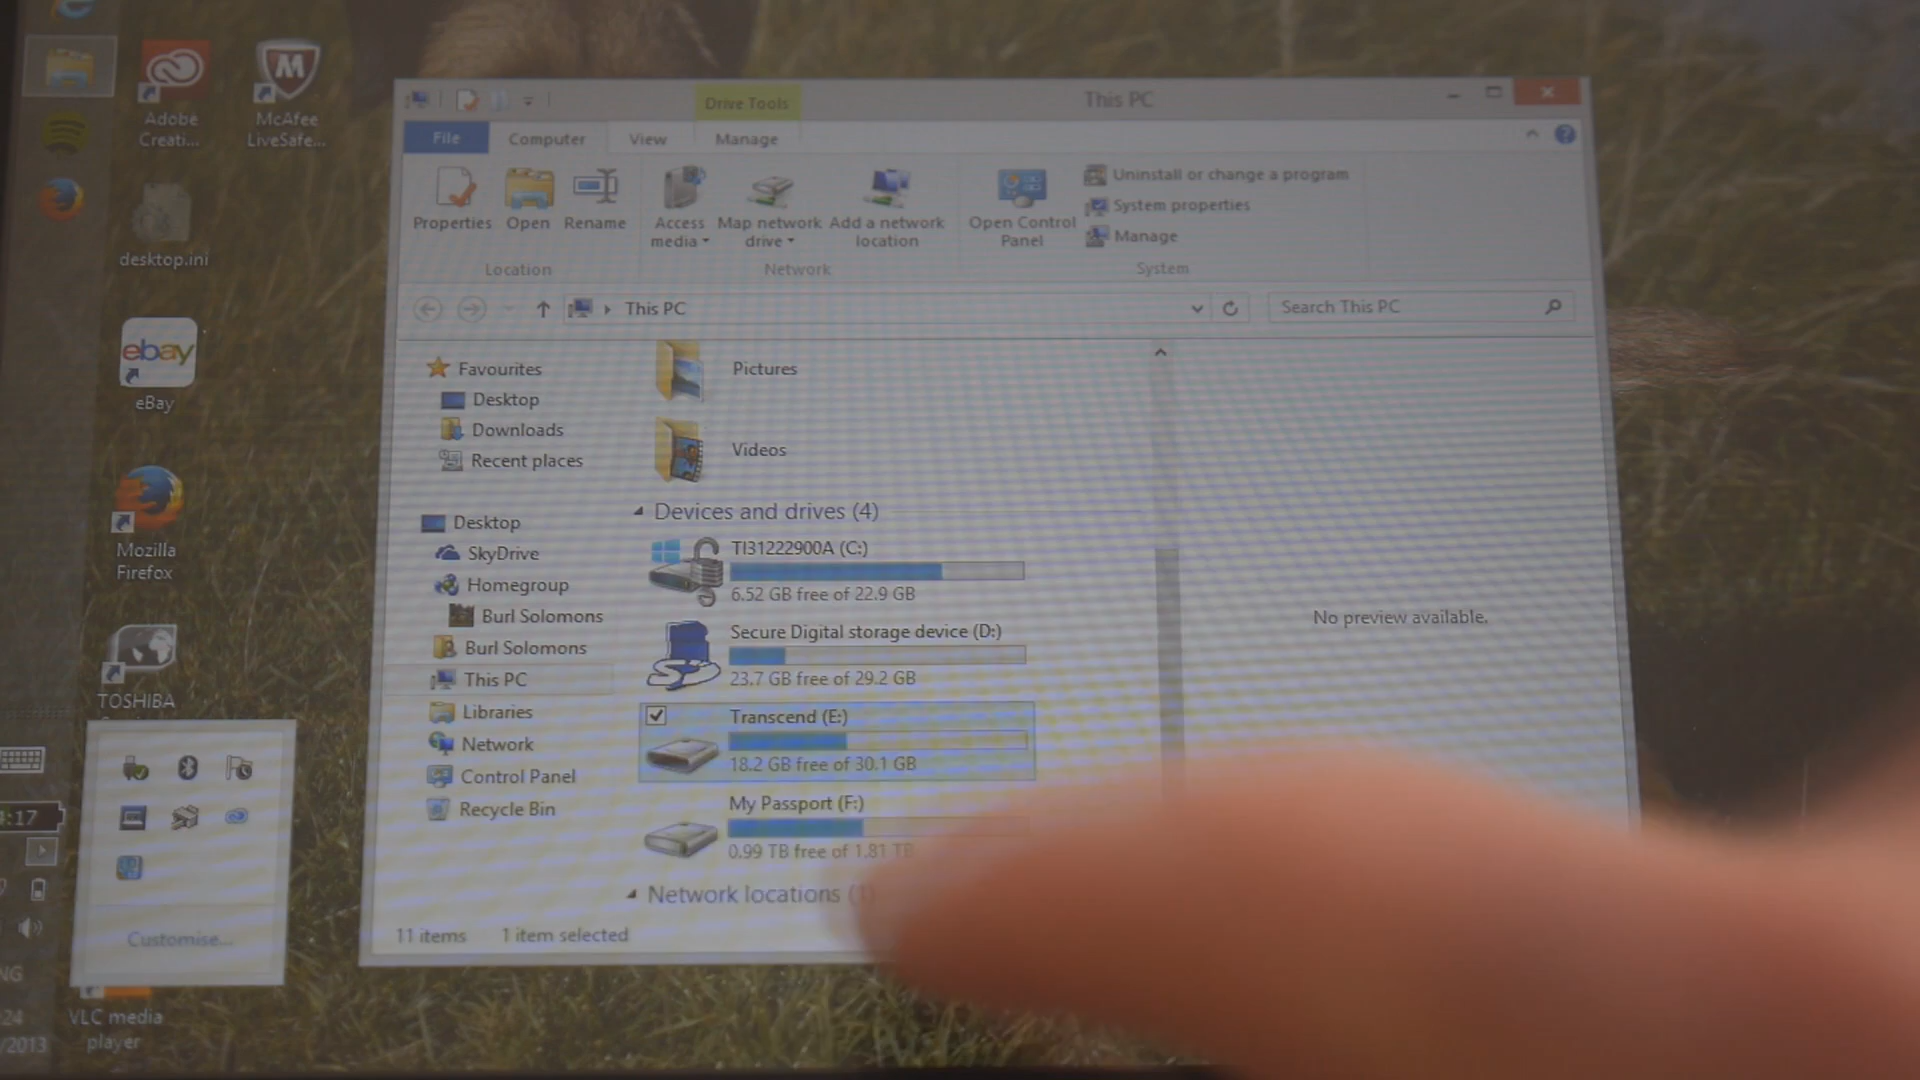 Adobe
Creati...
McAfee
LiveSafe...
desktop.ini
ebay
eBay
Mozilla
Firefox
TOSHIBA
Customise...
VLC media
player
:17
NG
24
/2013
Drive Tools
This PC
File
Computer
View
Manage
Properties
Open
Rename
Access
media
Map network
drive
Add a network
location
Open Control
Panel
Uninstall or change a program
System properties
Manage
Location
Network
System
This PC
Search This PC
Favourites
Desktop
Downloads
Recent places
Desktop
SkyDrive
Homegroup
Burl Solomons
Burl Solomons
This PC
Libraries
Network
Control Panel
Recycle Bin
Pictures
Videos
Devices and drives (4)
TI31222900A (C:)
6.52 GB free of 22.9 GB
Secure Digital storage device (D:)
23.7 GB free of 29.2 GB
Transcend (E:)
18.2 GB free of 30.1 GB
My Passport (F:)
0.99 TB free of 1.81 TB
Network locations (1)
No preview available.
11 items
1 item selected